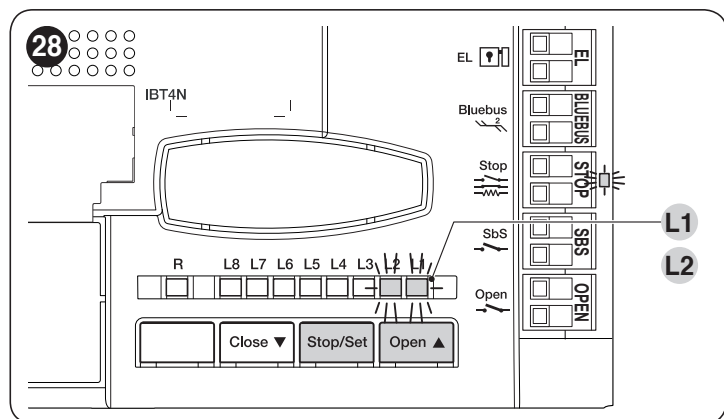 28
IBT4N
EL
EL
Bluebus
2
BLUEBUS
Stop
STOP
SbS
SBS
Open
OPEN
L1
L2
R L8 L7 L6 L5 L4 L3 L2 L1
Close ▼ Stop/Set Open ▲